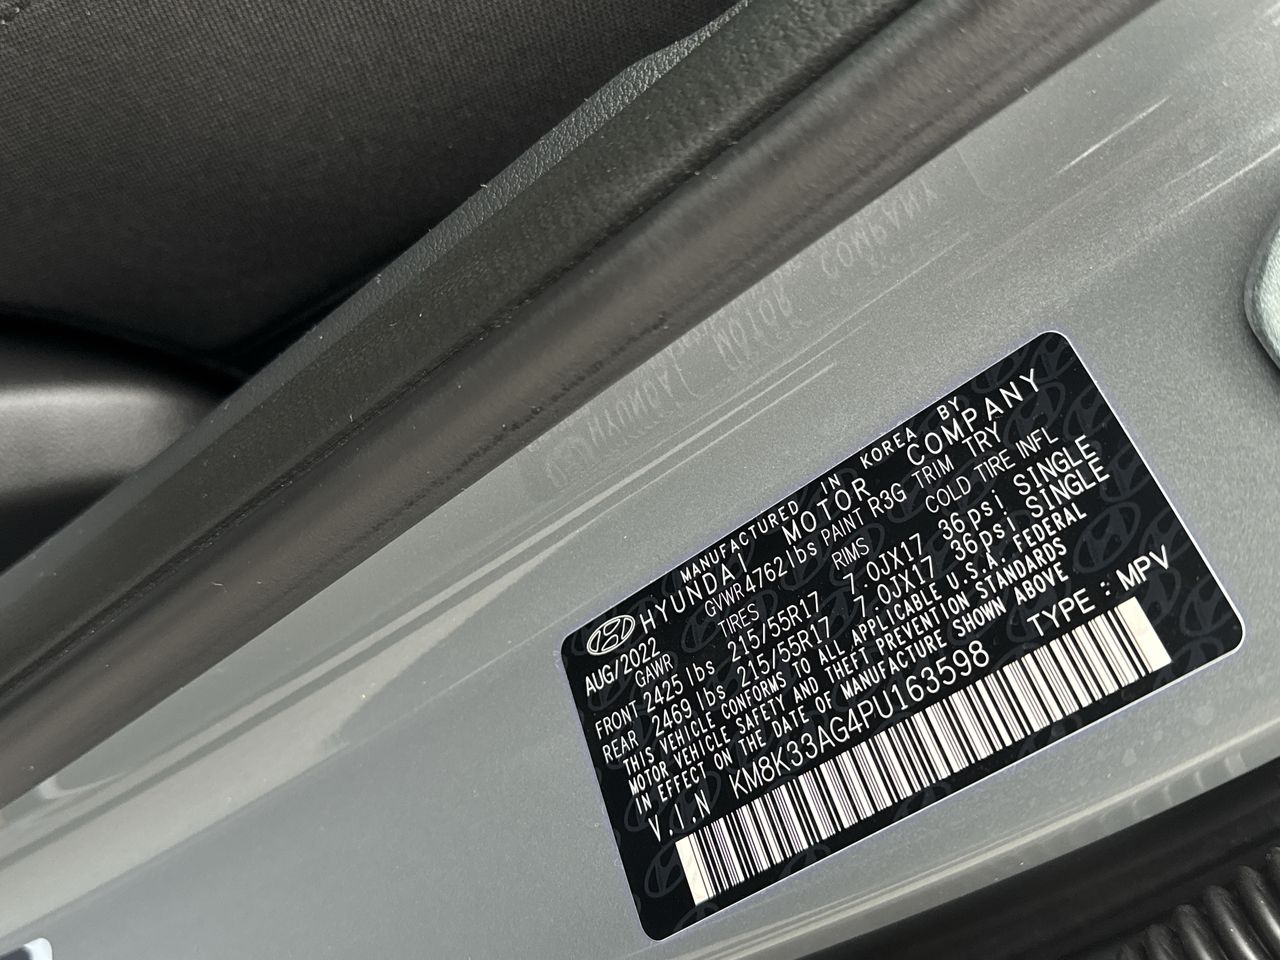 MANUFACTURED IN KOREA BY
HYUNDAI MOTOR COMPANY
AUG/2022 GVWR 4762 lbs PAINT R3G TRIM TRY
GAWR TIRES RIMS COLD TIRE INFL
FRONT 2425 lbs 215/55R17 7.0JX17 36psi SINGLE
REAR 2469 lbs 215/55R17 7.0JX17 36psi SINGLE
THIS VEHICLE CONFORMS TO ALL APPLICABLE U.S.A. FEDERAL
MOTOR VEHICLE SAFETY AND THEFT PREVENTION STANDARDS
IN EFFECT ON THE DATE OF MANUFACTURE SHOWN ABOVE
V.I.N KM8K33AG4PU163598 TYPE : MPV